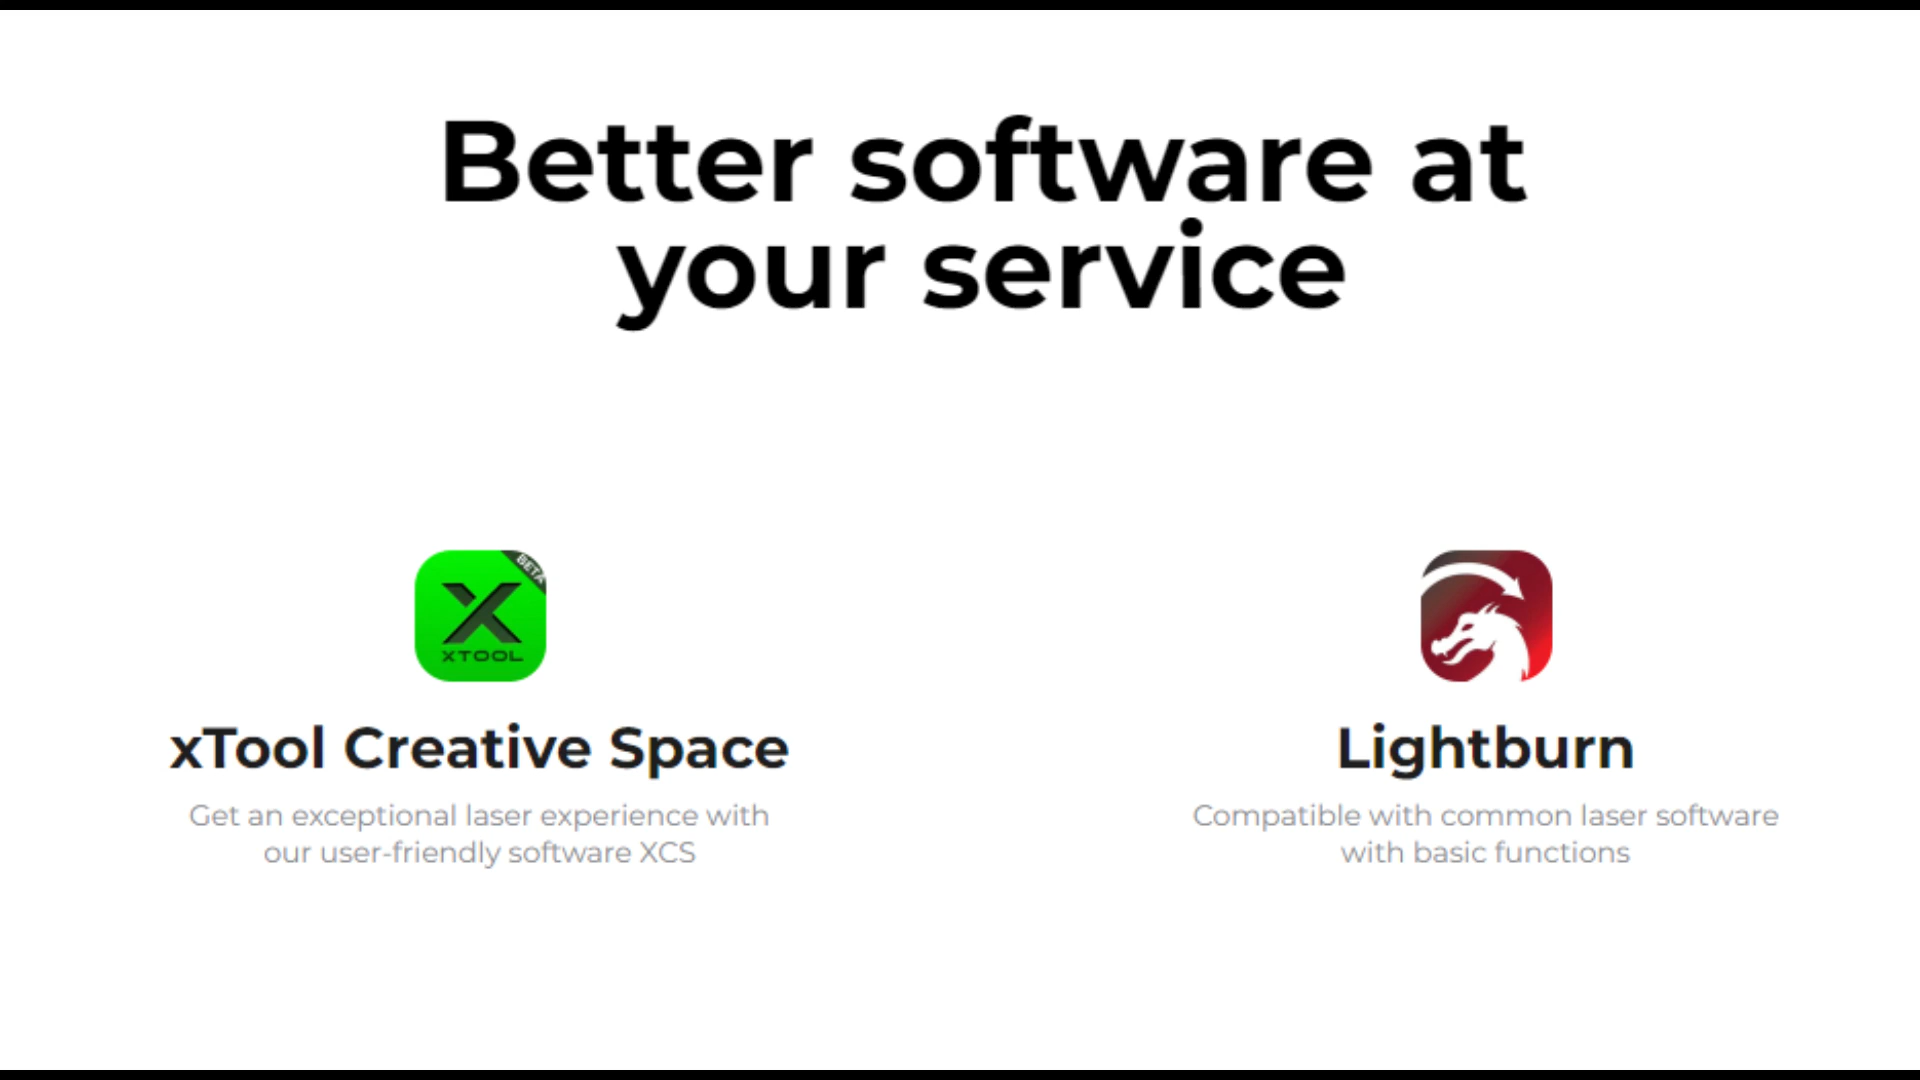 Better software at
your service
BETA
XTOOL
xTool Creative Space
Get an exceptional laser experience with
our user-friendly software XCS
Lightburn
Compatible with common laser software
with basic functions